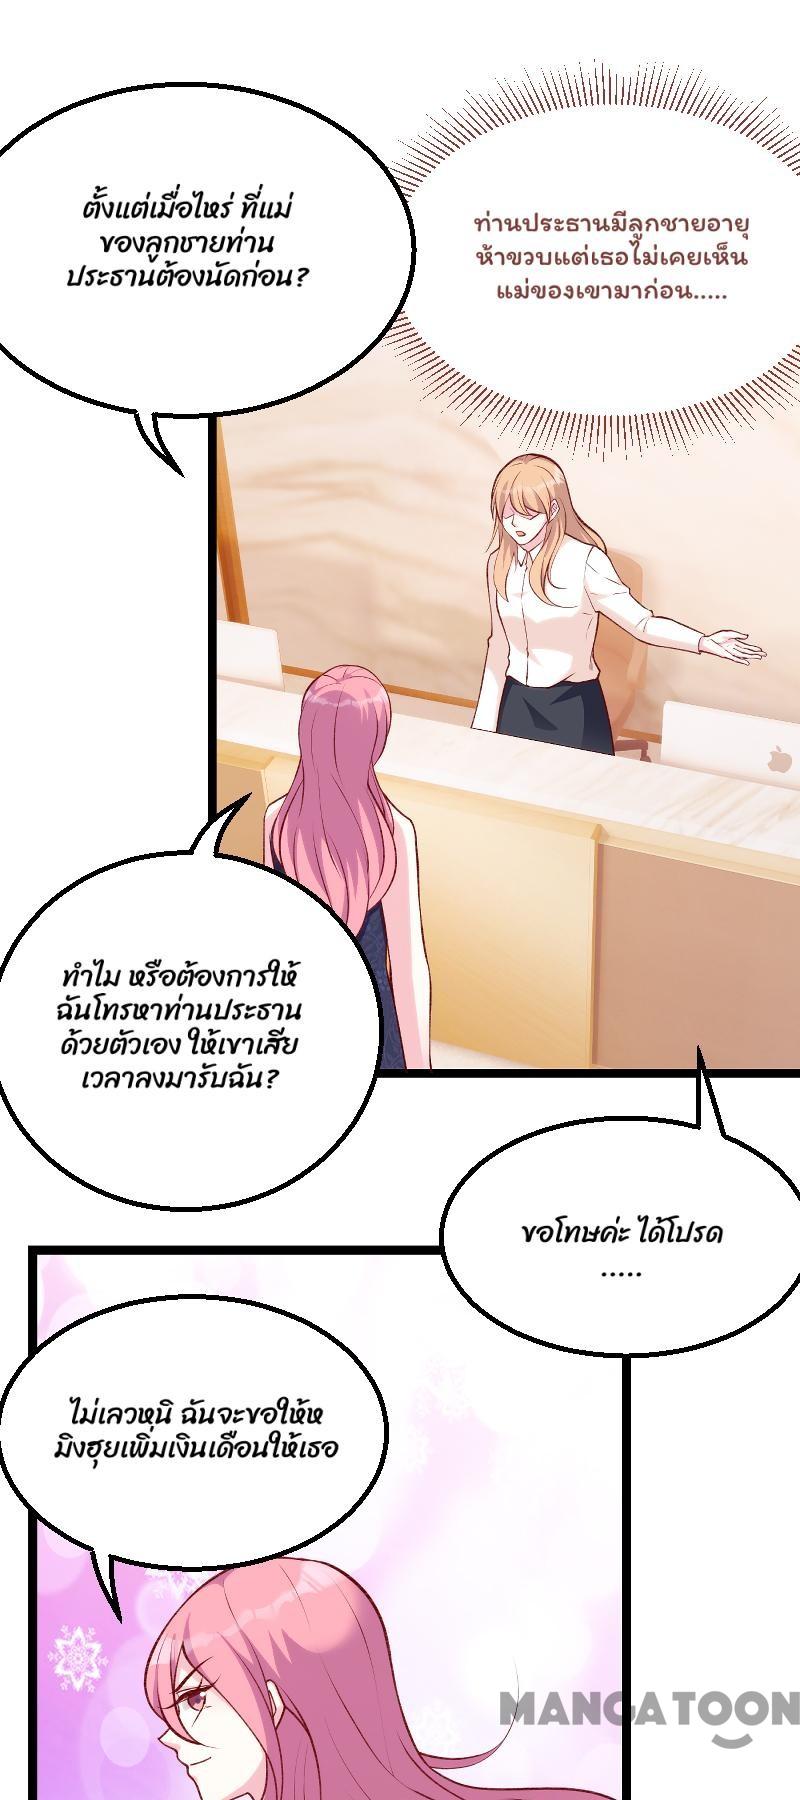 ตั้งแต่เมื่อไหร่ ที่แม่
ของลูกชายท่าน
ประธานต้องนัดก่อน?
ท่านประธานมีลูกชายอายุ
ห้าขวบแต่เธอไม่เคยเห็น
แม่ของเขามาก่อน.....
ทำไม หรือต้องการให้
ฉันโทรหาท่านประธาน
ด้วยตัวเอง ให้เขาเสีย
เวลาลงมารับฉัน?
ขอโทษค่ะ ได้โปรด
.....
ไม่เลวหนิ ฉันจะขอให้ห
มิงฮุยเพิ่มเงินเดือนให้เธอ
MANGATOON